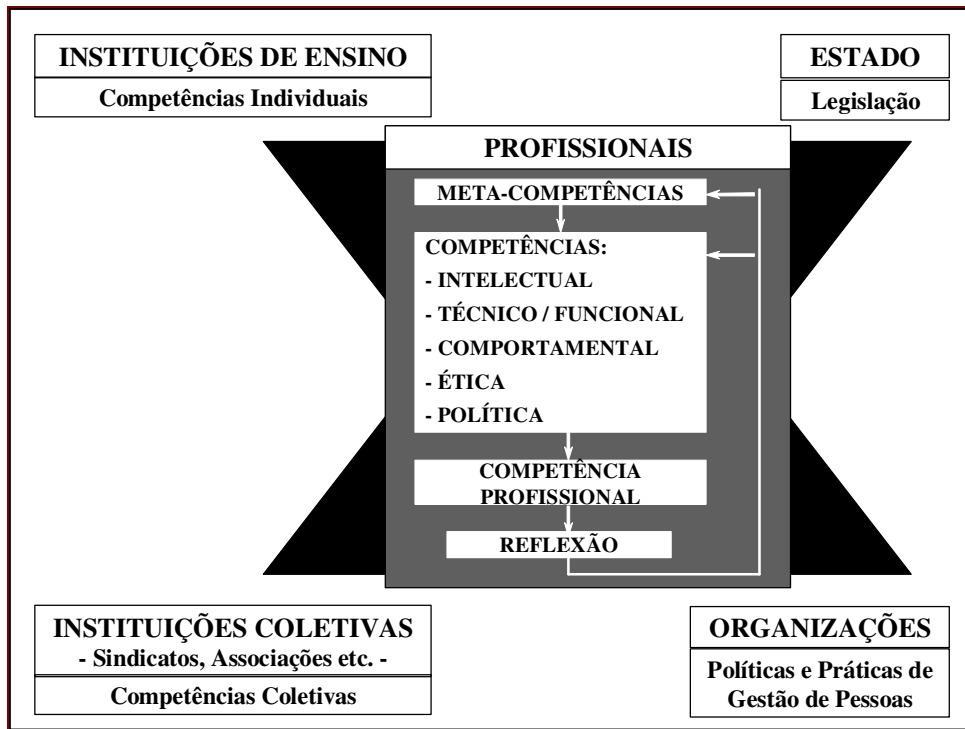 INSTITUIÇÕES DE ENSINO
Competências Individuais
ESTADO
Legislação
PROFISSIONAIS
META-COMPETÊNCIAS
COMPETÊNCIAS:
- INTELECTUAL
- TÉCNICO / FUNCIONAL
- COMPORTAMENTAL
- ÉTICA
- POLÍTICA
COMPETÊNCIA
PROFISSIONAL
REFLEXÃO
INSTITUIÇÕES COLETIVAS
- Sindicatos, Associações etc. -
Competências Coletivas
ORGANIZAÇÕES
Políticas e Práticas de
Gestão de Pessoas